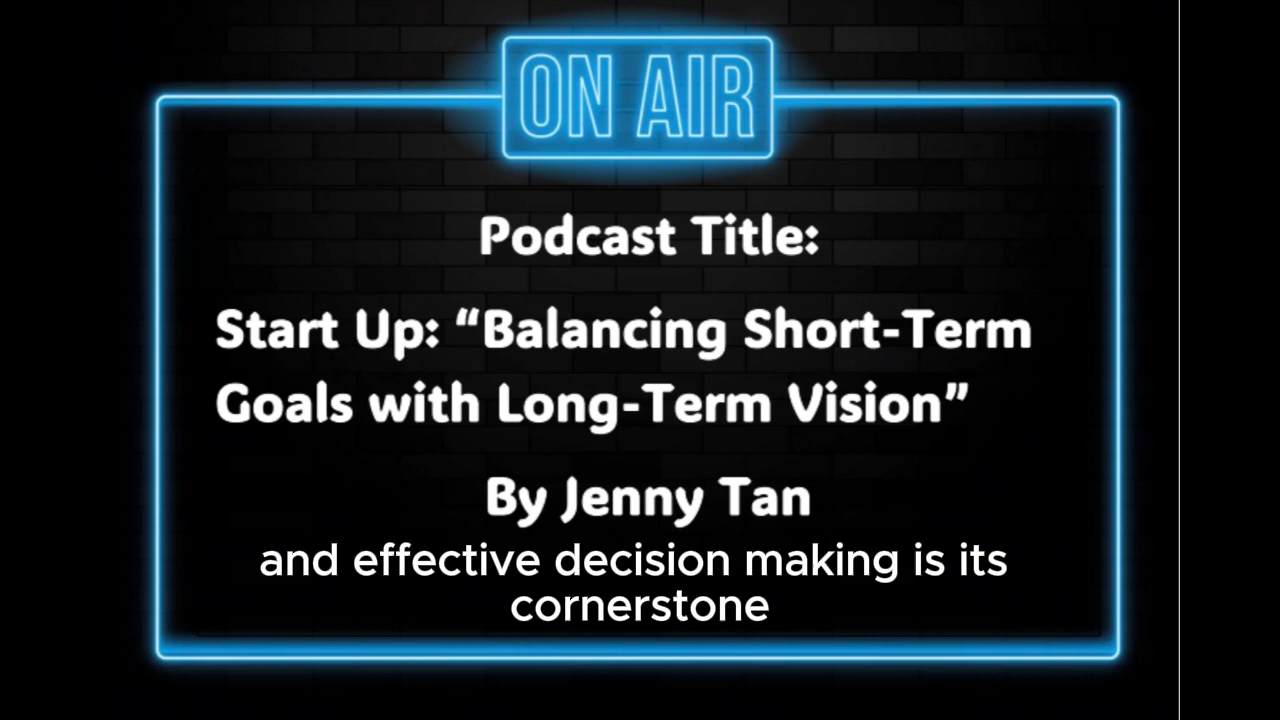 ON AIR
Podcast Title:
Start Up: “Balancing Short-Term
Goals with Long-Term Vision”
By Jenny Tan
and effective decision making is its
cornerstone